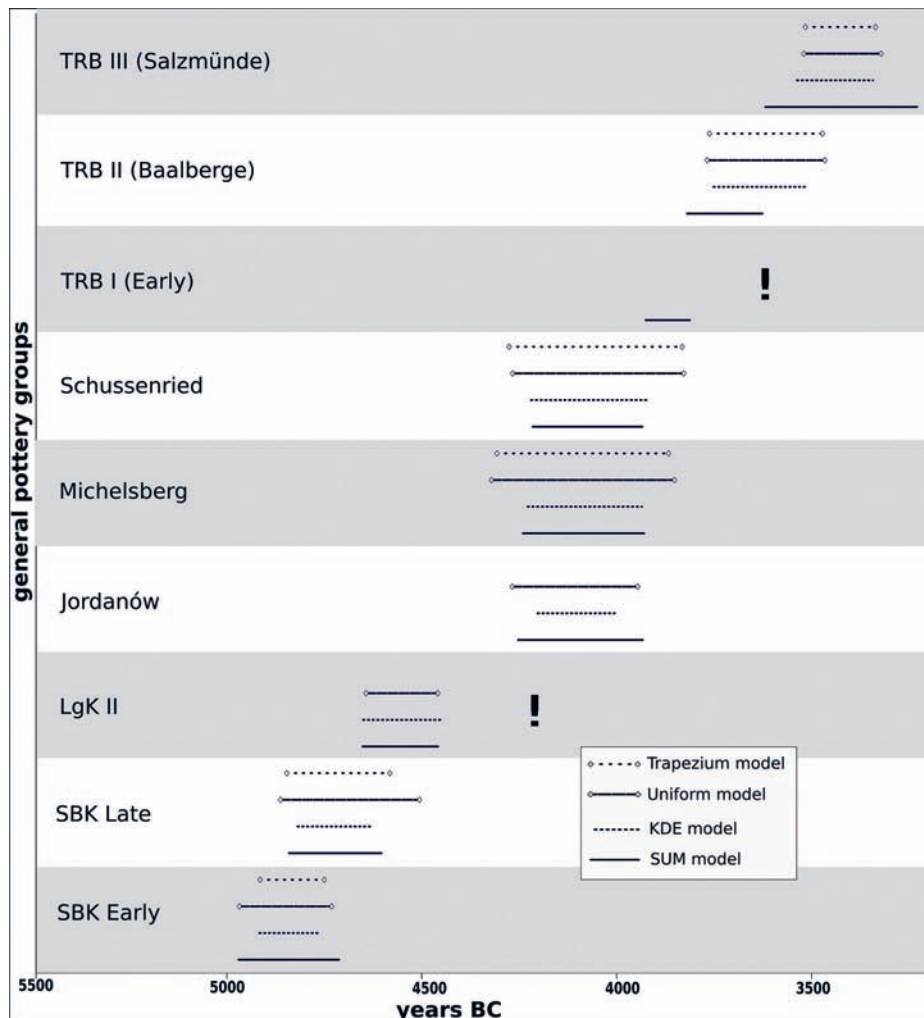 TRB III (Salzmünde)
TRB II (Baalberge)
TRB I (Early)
!
Schussenried
Michelsberg
Jordanów
LgK II
!
SBK Late
SBK Early
general pottery groups
Trapezium model
Uniform model
KDE model
SUM model
5500
5000
4500
4000
3500
years BC